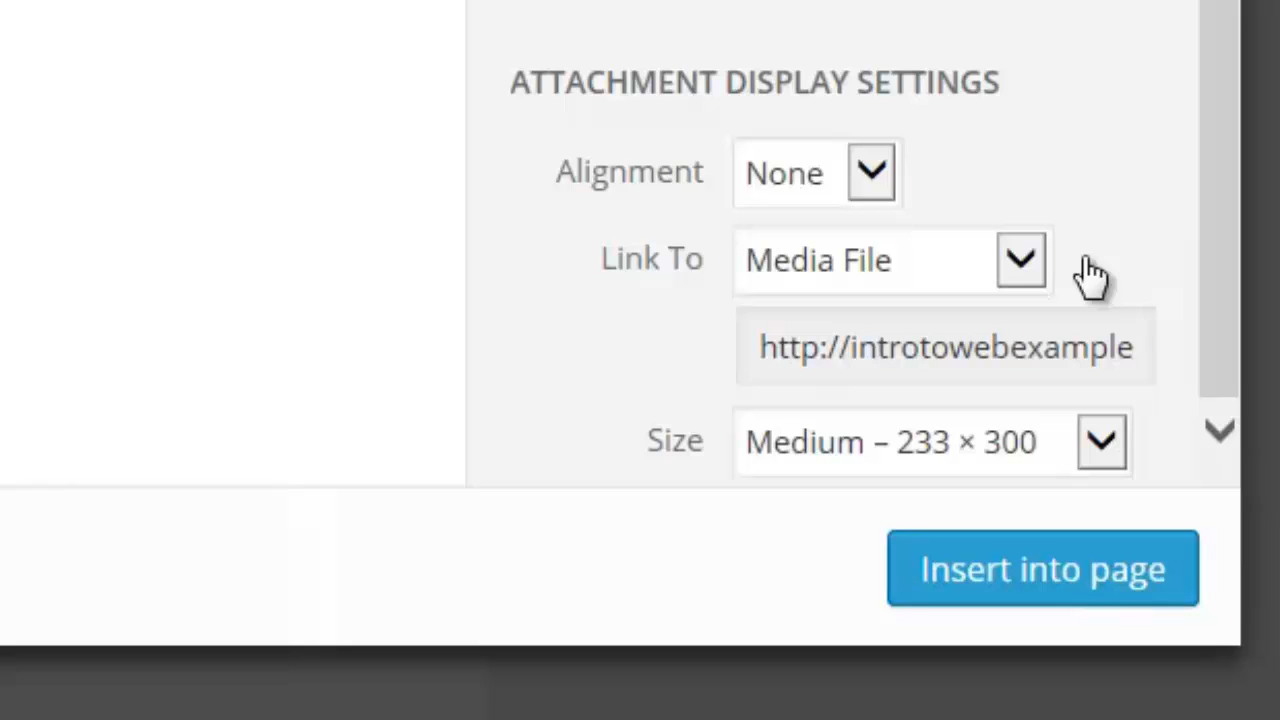 ATTACHMENT DISPLAY SETTINGS
Alignment None
Link To Media File
http://introtowebexample
Size Medium – 233 × 300
Insert into page